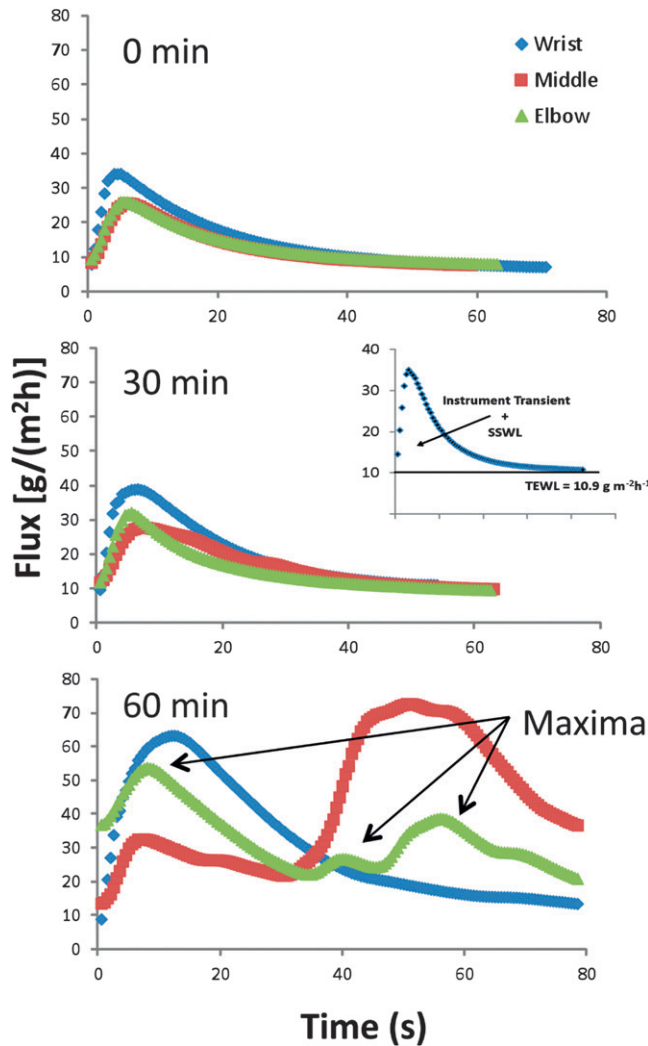 Flux [g/(m²h)]
80
70
60
50
40
30
20
10
0
0 min
Wrist
Middle
Elbow
0 20 40 60 80
80
70
60
50
40
30
20
10
0
30 min
40
30
20
10
Instrument Transient
+
SSWL
TEWL = 10.9 g m⁻²h⁻¹
0 20 40 60 80
80
70
60
50
40
30
20
10
0
60 min
Maxima
0 20 40 60 80
Time (s)